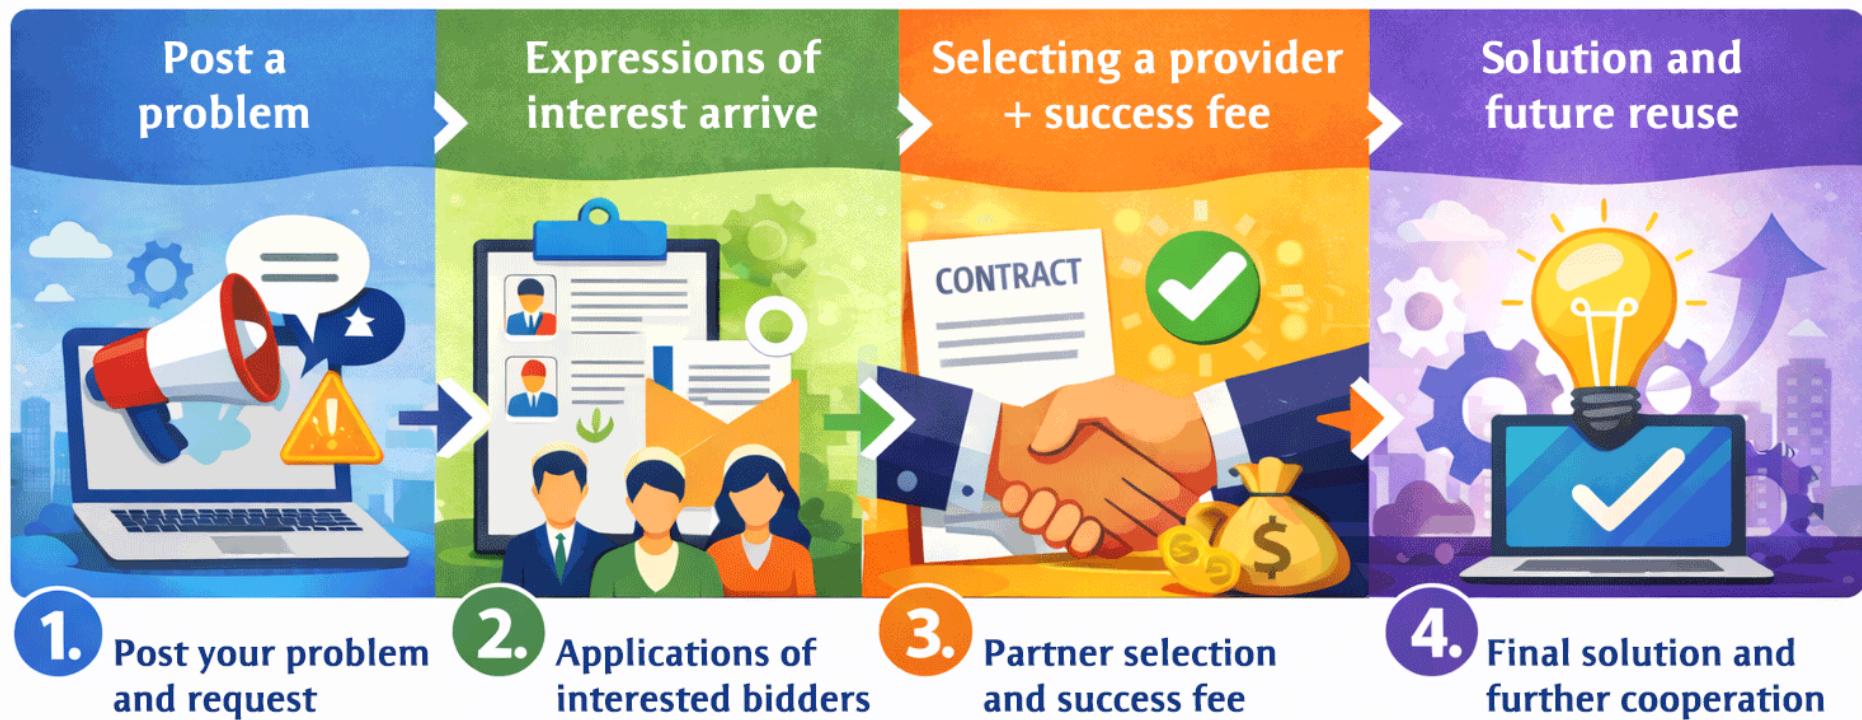 Post a
problem
Expressions of
interest arrive
Selecting a provider
+ success fee
Solution and
future reuse
CONTRACT
$
S
S
1. Post your problem
and request
2. Applications of
interested bidders
3. Partner selection
and success fee
4. Final solution and
further cooperation